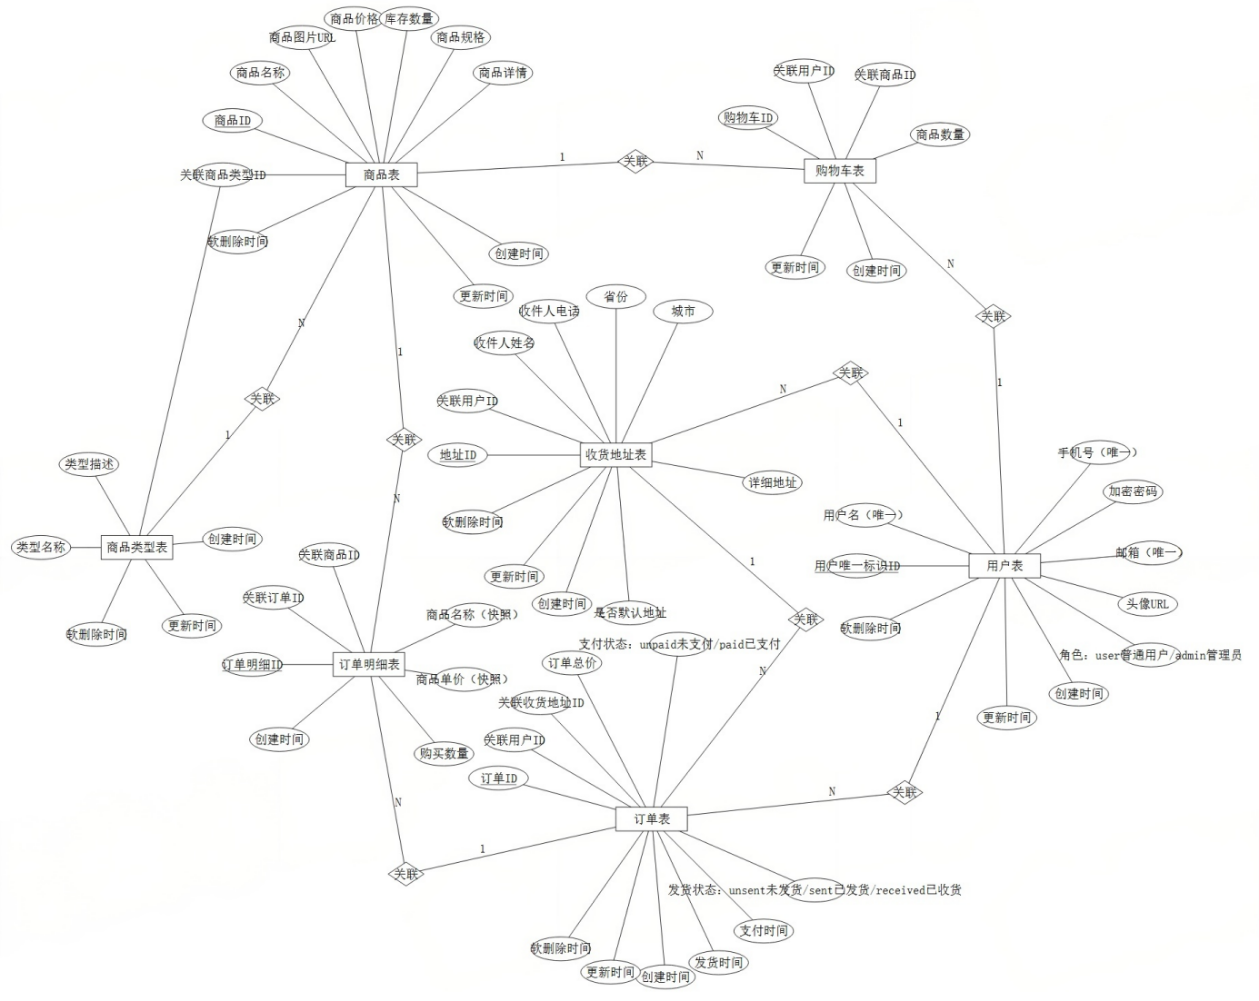 商品价格
库存数量
商品图片URL
商品规格
商品名称
商品详情
商品ID
关联商品类型ID
商品表
软删除时间
创建时间
更新时间
1
关联
N
关联用户ID
关联商品ID
购物车ID
商品数量
购物车表
更新时间
创建时间
N
关联
1
N
关联
1
1
关联
N
省份
收件人电话
城市
收件人姓名
关联用户ID
地址ID
收货地址表
详细地址
软删除时间
更新时间
创建时间
是否默认地址
N
关联
1
1
关联
N
类型描述
类型名称
商品类型表
创建时间
软删除时间
更新时间
关联商品ID
关联订单ID
商品名称（快照）
订单明细ID
订单明细表
商品单价（快照）
创建时间
购买数量
N
关联
1
手机号（唯一）
加密密码
用户名（唯一）
邮箱（唯一）
用户唯一标识ID
用户表
头像URL
软删除时间
角色: user普通用户/admin管理员
创建时间
更新时间
1
关联
N
支付状态: unpaid未支付/paid已支付
订单总价
关联收货地址ID
关联用户ID
订单ID
订单表
发货状态: unsent未发货/sent已发货/received已收货
支付时间
软删除时间
发货时间
更新时间
创建时间